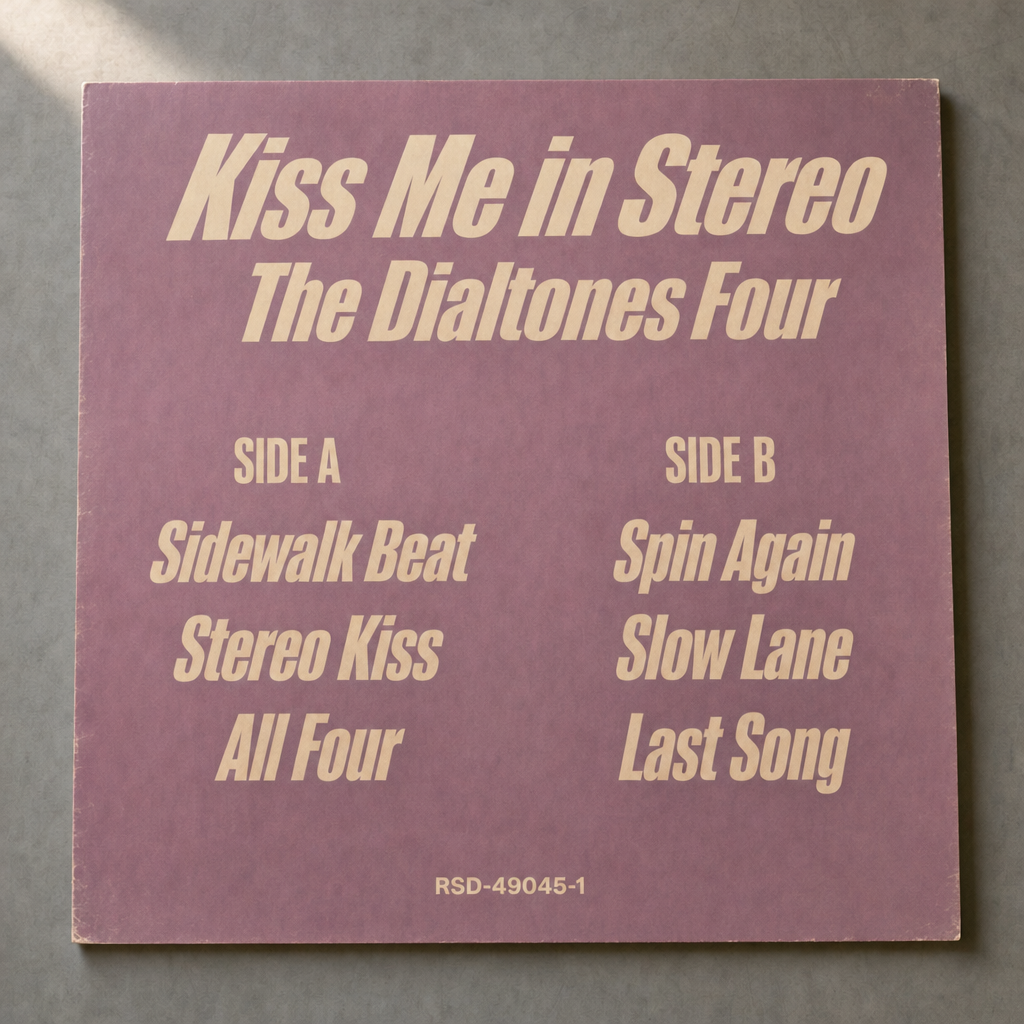 Kiss Me in Stereo
The Dialtones Four
SIDE A
Sidewalk Beat
Stereo Kiss
All Four
SIDE B
Spin Again
Slow Lane
Last Song
RSD-49045-1